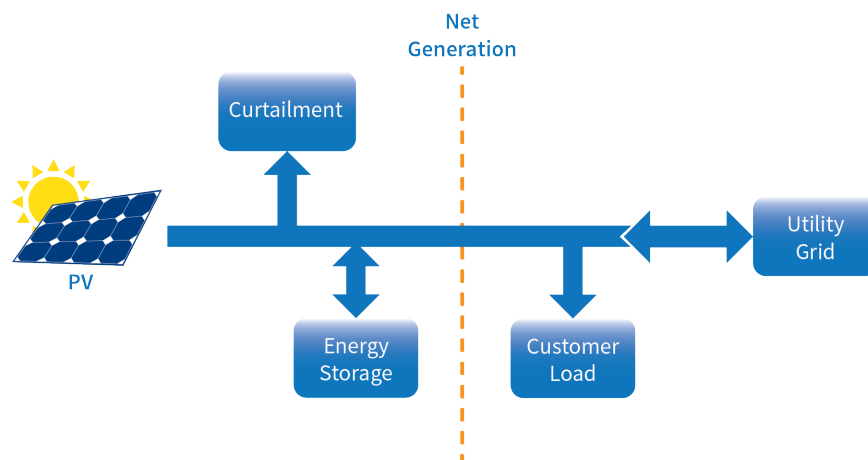 Net
Generation
Curtailment
Utility
Grid
PV
Energy
Storage
Customer
Load